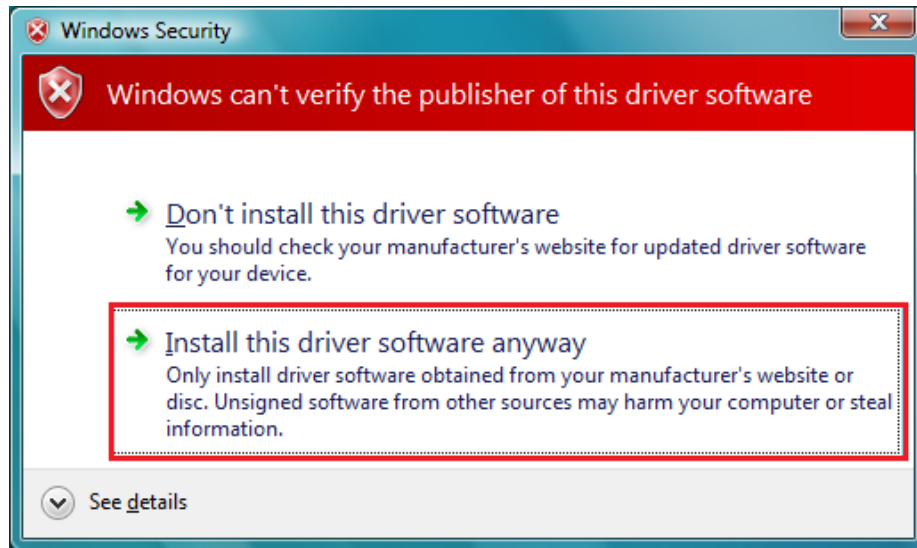 Windows Security
Windows can't verify the publisher of this driver software
Don't install this driver software
You should check your manufacturer's website for updated driver software
for your device.
Install this driver software anyway
Only install driver software obtained from your manufacturer's website or
disc. Unsigned software from other sources may harm your computer or steal
information.
See details